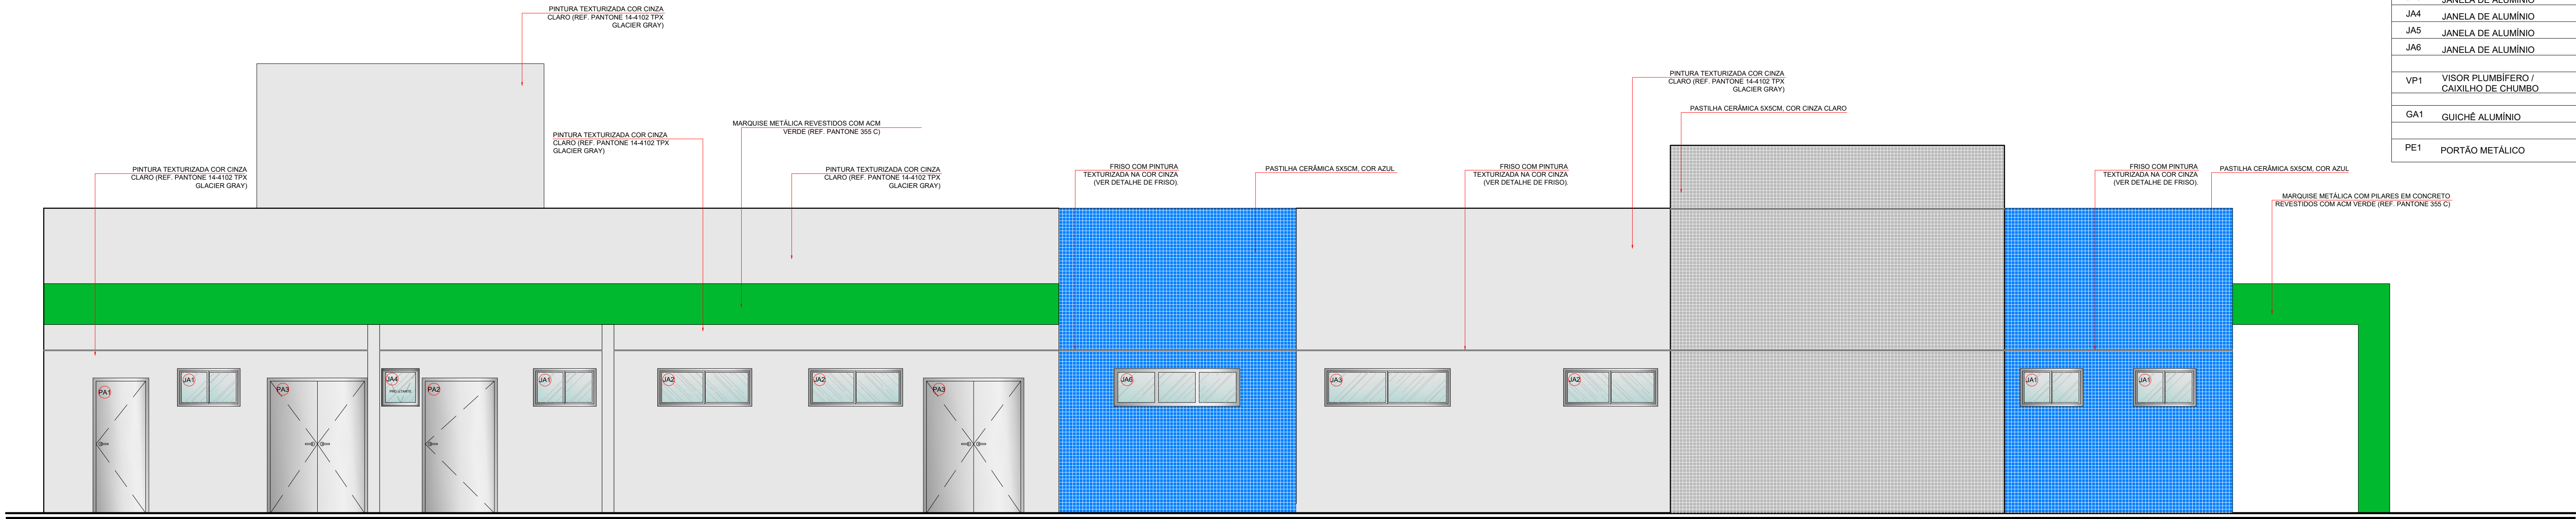 PINTURA TEXTURIZADA COR CINZA
CLARO (REF. PANTONE 14-4102 TPX
GLACIER GRAY)
PINTURA TEXTURIZADA COR CINZA
CLARO (REF. PANTONE 14-4102 TPX
GLACIER GRAY)
PINTURA TEXTURIZADA COR CINZA
CLARO (REF. PANTONE 14-4102 TPX
GLACIER GRAY)
MARQUISE METÁLICA REVESTIDOS COM ACM
VERDE (REF. PANTONE 355 C)
PINTURA TEXTURIZADA COR CINZA
CLARO (REF. PANTONE 14-4102 TPX
GLACIER GRAY)
FRISO COM PINTURA
TEXTURIZADA NA COR CINZA
(VER DETALHE DE FRISO).
PASTILHA CERÂMICA 5X5CM, COR AZUL
FRISO COM PINTURA
TEXTURIZADA NA COR CINZA
(VER DETALHE DE FRISO).
PINTURA TEXTURIZADA COR CINZA
CLARO (REF. PANTONE 14-4102 TPX
GLACIER GRAY)
PASTILHA CERÂMICA 5X5CM, COR CINZA CLARO
FRISO COM PINTURA
TEXTURIZADA NA COR CINZA
(VER DETALHE DE FRISO).
PASTILHA CERÂMICA 5X5CM, COR AZUL
MARQUISE METÁLICA COM PILARES EM CONCRETO
REVESTIDOS COM ACM VERDE (REF. PANTONE 355 C)
JANELA DE ALUMÍNIO
JA4 JANELA DE ALUMÍNIO
JA5 JANELA DE ALUMÍNIO
JA6 JANELA DE ALUMÍNIO
VP1 VISOR PLUMBÍFERO /
CAIXILHO DE CHUMBO
GA1 GUICHÊ ALUMÍNIO
PE1 PORTÃO METÁLICO
PA1
JA1
PA3
JA4
PROJETANTE
PA2
JA1
JA2
JA2
PA3
JA6
JA3
JA2
JA1
JA1